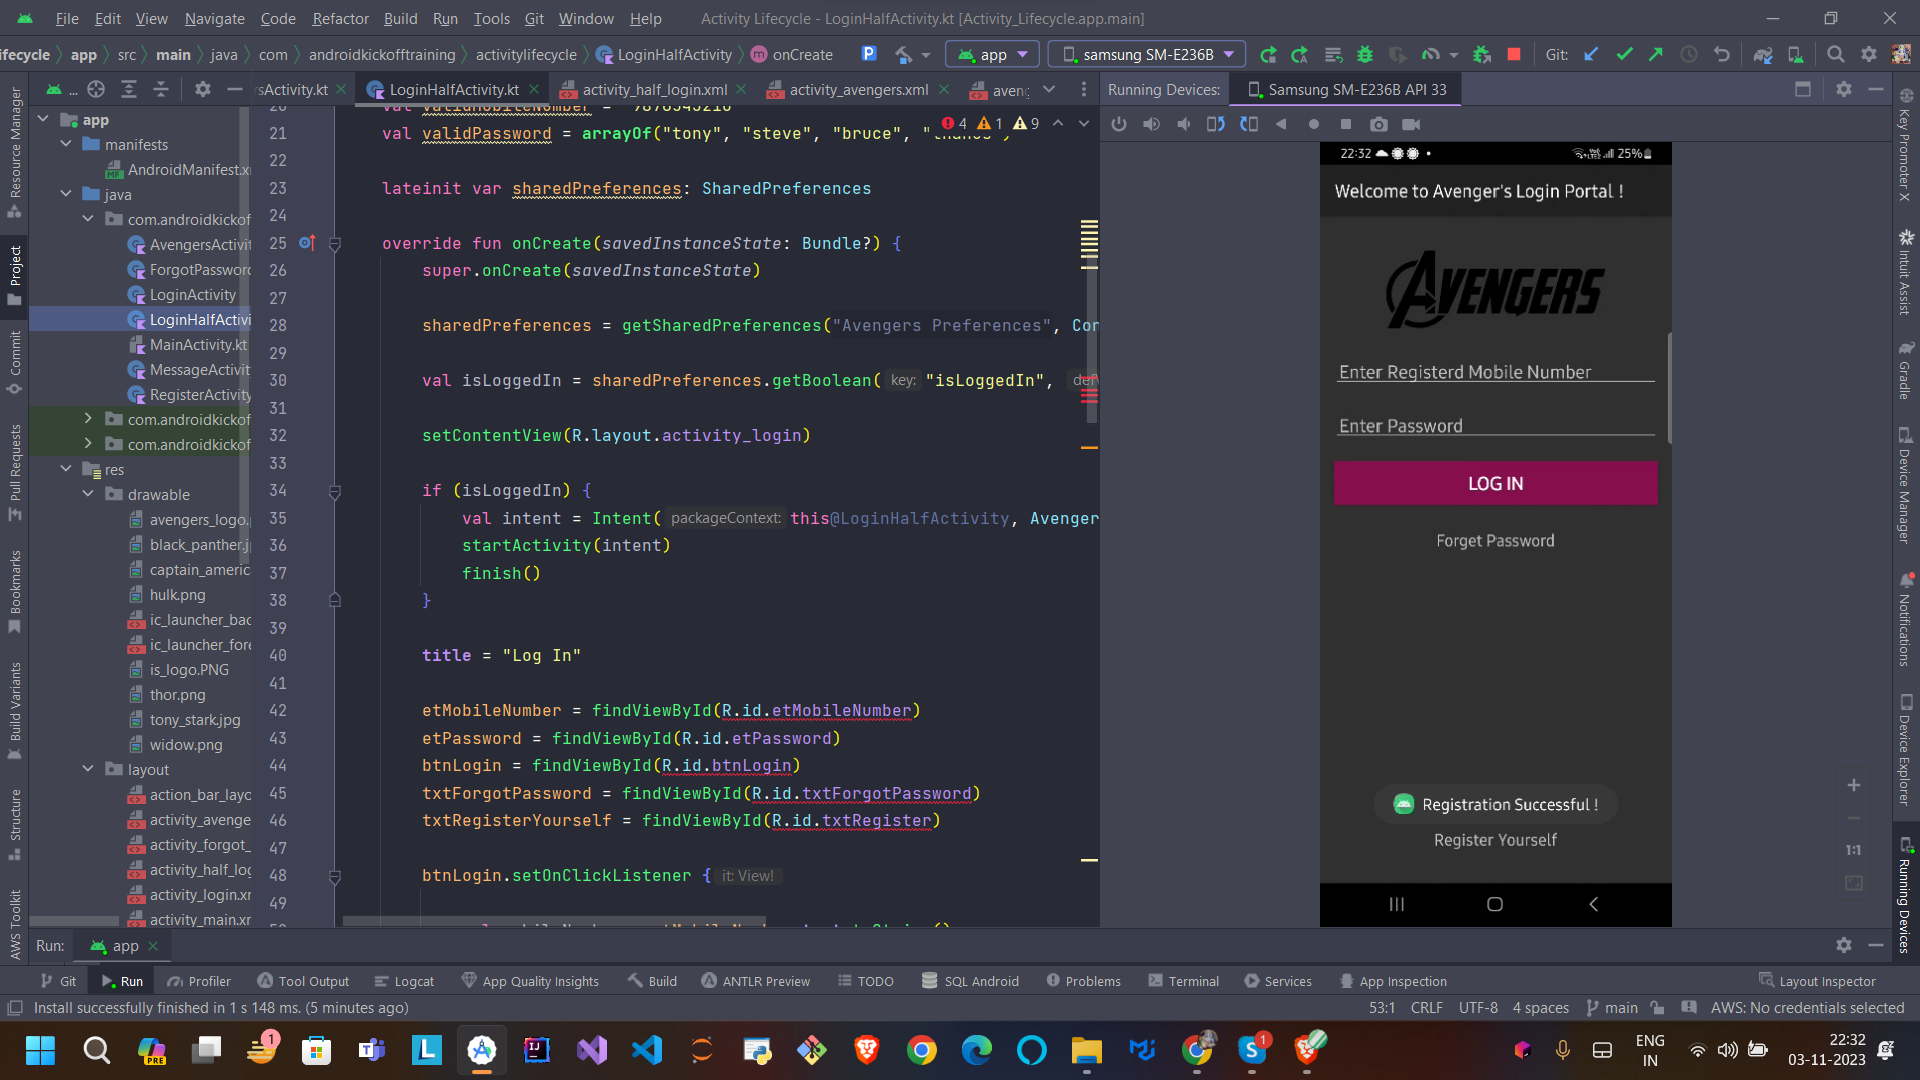 File Edit View Navigate Code Refactor Build Run Tools Git Window Help Activity Lifecycle - LoginHalfActivity.kt [Activity_Lifecycle.app.main]
ifecycle app src main java com androidkickofftraining activitylifecycle LoginHalfActivity onCreate app samsung SM-E236B Git:
... rsActivity.kt LoginHalfActivity.kt activity_half_login.xml activity_avengers.xml aveng Running Devices: Samsung SM-E236B API 33
app
manifests
AndroidManifest.x
java
com.androidkickof
AvengersActivit
ForgotPassword
LoginActivity
LoginHalfActivi
MainActivity.kt
MessageActivit
RegisterActivity
com.androidkickof
com.androidkickof
res
drawable
avengers_logo.
black_panther.j
captain_americ
hulk.png
ic_launcher_bac
ic_launcher_fore
is_logo.PNG
thor.png
tony_stark.jpg
widow.png
layout
action_bar_layo
activity_avenge
activity_forgot_
activity_half_log
activity_login.xr
activity_main.xr
4 1 9
21 val validPassword = arrayOf("tony", "steve", "bruce",
22
23 lateinit var sharedPreferences: SharedPreferences
24
25 override fun onCreate(savedInstanceState: Bundle?) {
26 super.onCreate(savedInstanceState)
27
28 sharedPreferences = getSharedPreferences("Avengers Preferences", Con
29
30 val isLoggedIn = sharedPreferences.getBoolean( key: "isLoggedIn", def
31
32 setContentView(R.layout.activity_login)
33
34 if (isLoggedIn) {
35 val intent = Intent( packageContext: this@LoginHalfActivity, Avenger
36 startActivity(intent)
37 finish()
38 }
39
40 title = "Log In"
41
42 etMobileNumber = findViewById(R.id.etMobileNumber)
43 etPassword = findViewById(R.id.etPassword)
44 btnLogin = findViewById(R.id.btnLogin)
45 txtForgotPassword = findViewById(R.id.txtForgotPassword)
46 txtRegisterYourself = findViewById(R.id.txtRegister)
47
48 btnLogin.setOnClickListener { it: View!
49
22:32 25%
Welcome to Avenger's Login Portal !
AVENGERS
Enter Registerd Mobile Number
Enter Password
LOG IN
Forget Password
Registration Successful !
Register Yourself
1:1
Resource Manager
Project
Commit
Pull Requests
Bookmarks
Build Variants
Structure
AWS Toolkit
Key Promoter X
Intuit Assist
Gradle
Device Manager
Notifications
Device Explorer
Running Devices
Run: app
Git Run Profiler Tool Output Logcat App Quality Insights Build ANTLR Preview TODO SQL Android Problems Terminal Services App Inspection Layout Inspector
Install successfully finished in 1 s 148 ms. (5 minutes ago) 53:1 CRLF UTF-8 4 spaces main AWS: No credentials selected
PRE 1 1 ENG IN 22:32 03-11-2023